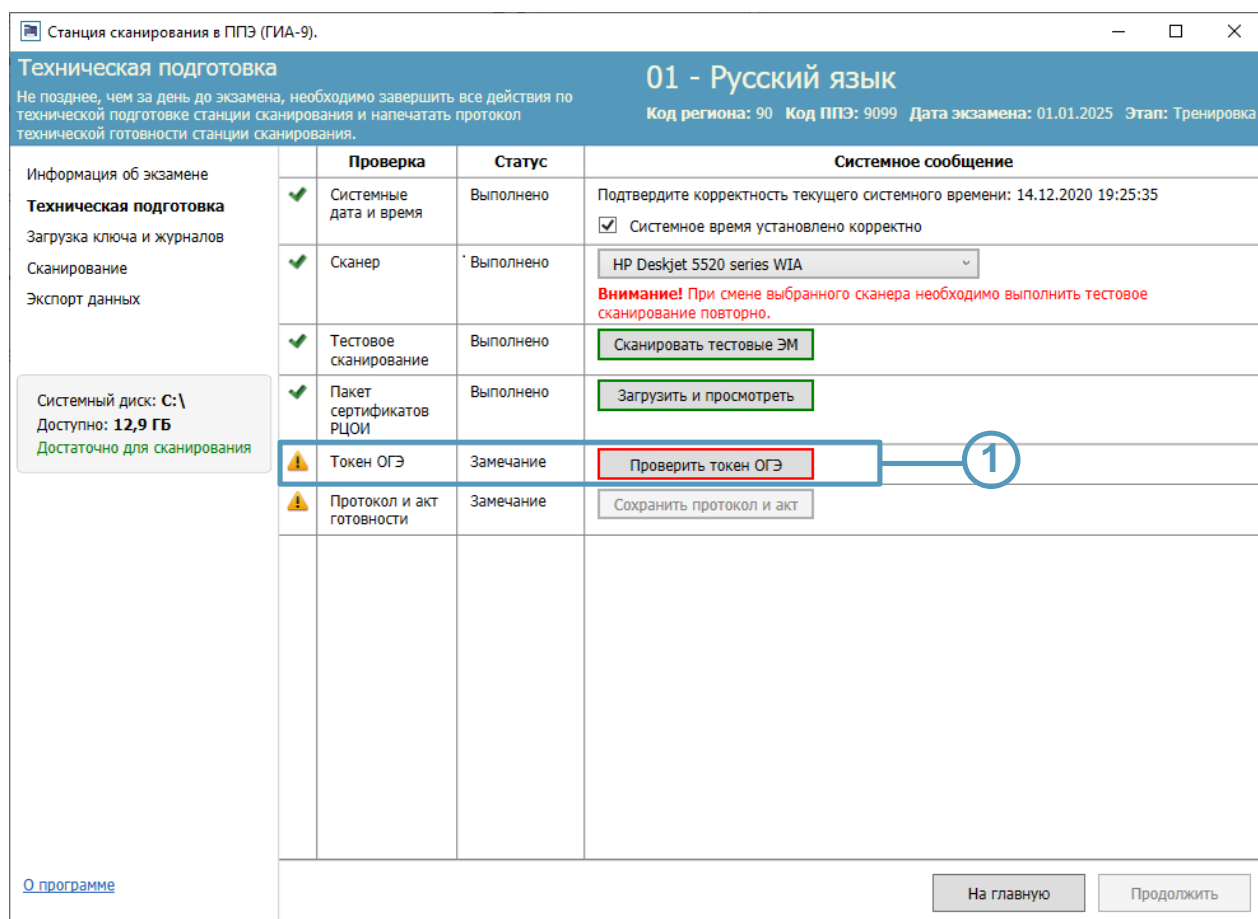 Станция сканирования в ППЭ (ГИА-9).
Техническая подготовка
Не позднее, чем за день до экзамена, необходимо завершить все действия по
технической подготовке станции сканирования и напечатать протокол
технической готовности станции сканирования.
01 - Русский язык
Код региона: 90 Код ППЭ: 9099 Дата экзамена: 01.01.2025 Этап: Тренировка
Информация об экзамене
Техническая подготовка
Загрузка ключа и журналов
Сканирование
Экспорт данных
Системный диск: C:\
Доступно: 12,9 ГБ
Достаточно для сканирования
Проверка Статус Системное сообщение
Системные
дата и время
Выполнено
Подтвердите корректность текущего системного времени: 14.12.2020 19:25:35
Системное время установлено корректно
Сканер
Выполнено
HP Deskjet 5520 series WIA
Внимание! При смене выбранного сканера необходимо выполнить тестовое
сканирование повторно.
Тестовое
сканирование
Выполнено
Сканировать тестовые ЭМ
Пакет
сертификатов
РЦОИ
Выполнено
Загрузить и просмотреть
Токен ОГЭ
Замечание
Проверить токен ОГЭ
1
Протокол и акт
готовности
Замечание
Сохранить протокол и акт
О программе
На главную
Продолжить